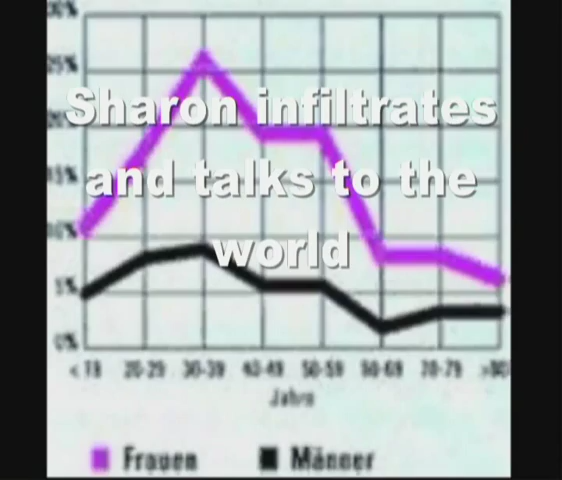 30%
25%
Sharon infiltrates
20%
15%
and talks to the
10%
world
5%
0%
20-29 30-39 40-49 50-59 60-69 70-79 >80
Jahre
Frauen Männer